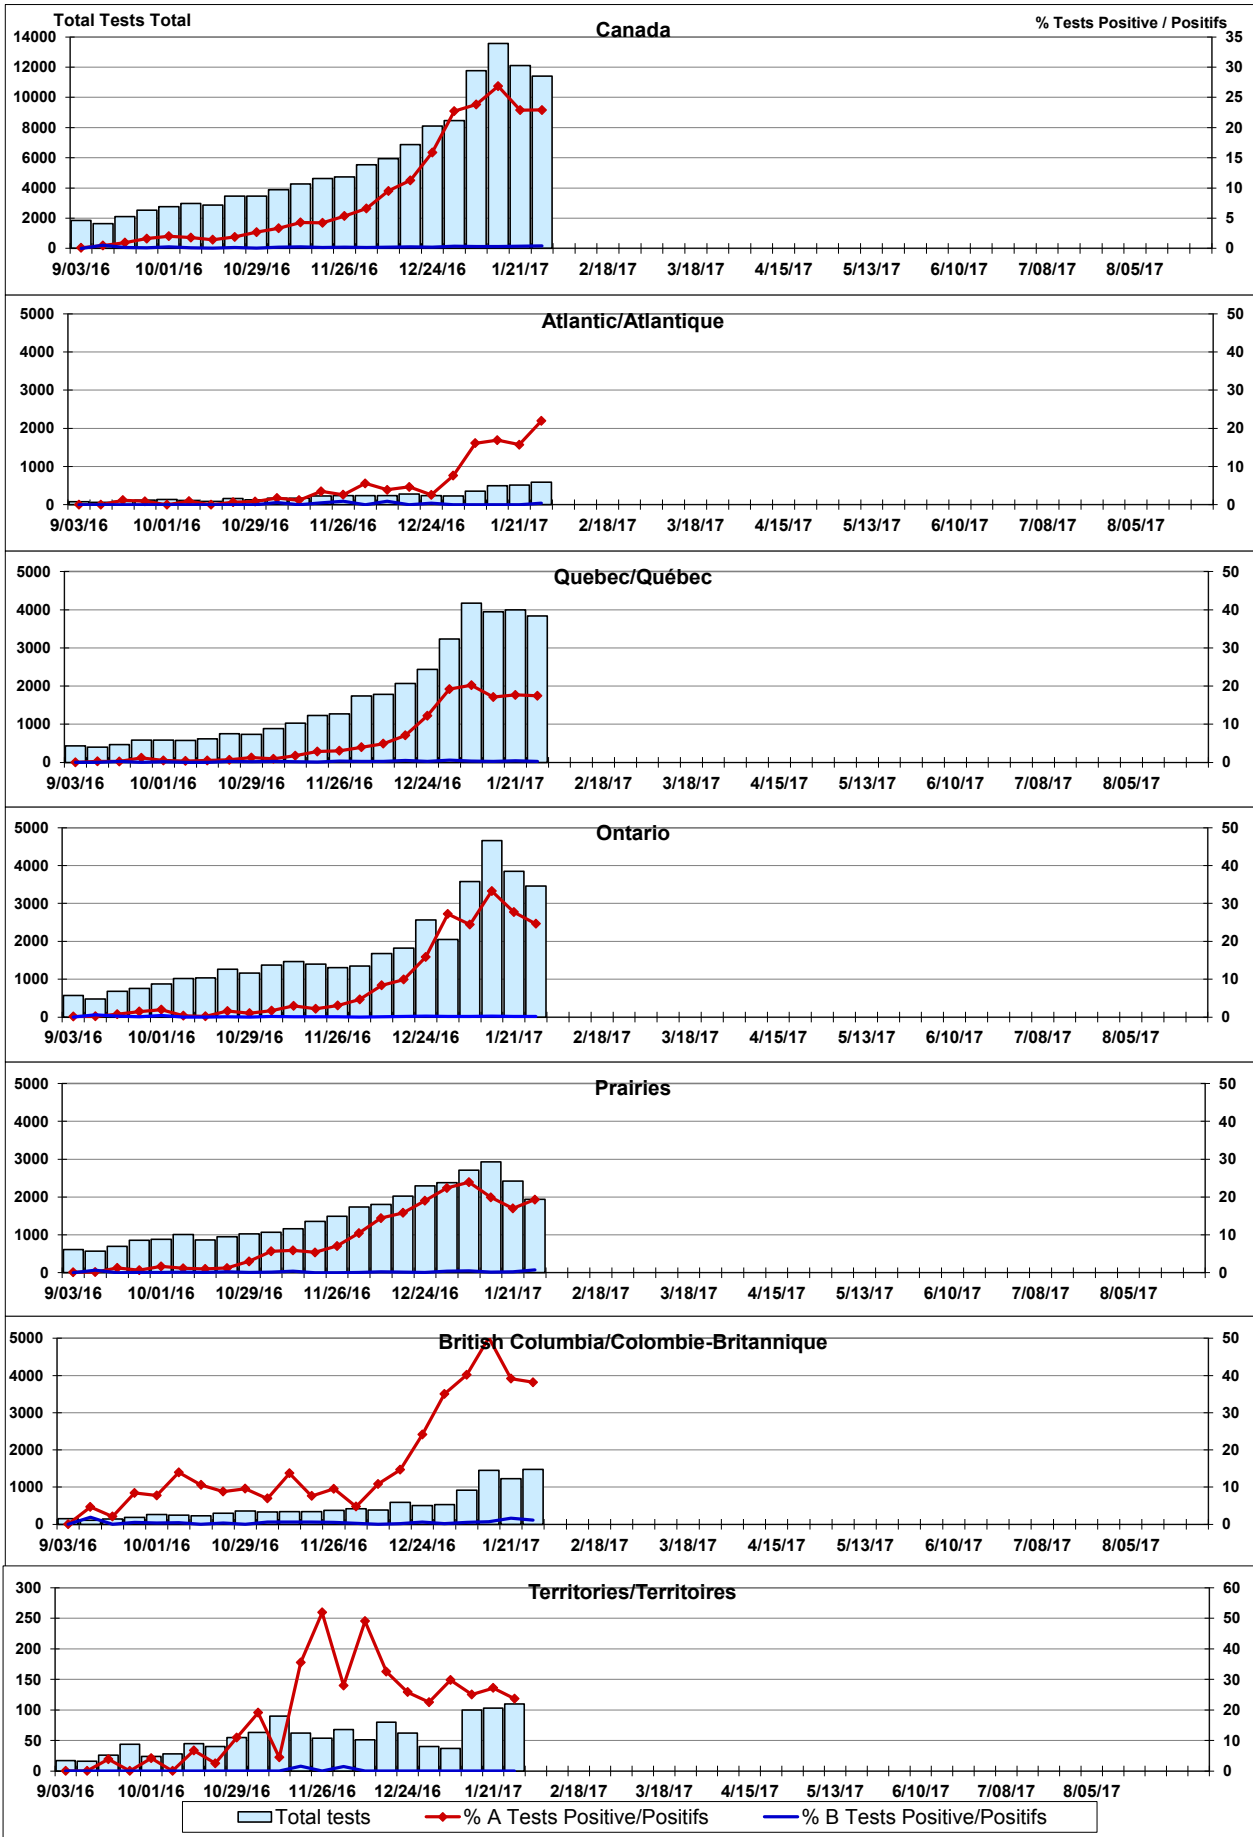 Total Tests Total
% Tests Positive / Positifs
Canada
14000 12000 10000 8000 6000 4000 2000 0
35 30 25 20 15 10 5 0
9/03/16 10/01/16 10/29/16 11/26/16 12/24/16 1/21/17 2/18/17 3/18/17 4/15/17 5/13/17 6/10/17 7/08/17 8/05/17
Atlantic/Atlantique
5000 4000 3000 2000 1000 0
50 40 30 20 10 0
9/03/16 10/01/16 10/29/16 11/26/16 12/24/16 1/21/17 2/18/17 3/18/17 4/15/17 5/13/17 6/10/17 7/08/17 8/05/17
Quebec/Québec
5000 4000 3000 2000 1000 0
50 40 30 20 10 0
9/03/16 10/01/16 10/29/16 11/26/16 12/24/16 1/21/17 2/18/17 3/18/17 4/15/17 5/13/17 6/10/17 7/08/17 8/05/17
Ontario
5000 4000 3000 2000 1000 0
50 40 30 20 10 0
9/03/16 10/01/16 10/29/16 11/26/16 12/24/16 1/21/17 2/18/17 3/18/17 4/15/17 5/13/17 6/10/17 7/08/17 8/05/17
Prairies
5000 4000 3000 2000 1000 0
50 40 30 20 10 0
9/03/16 10/01/16 10/29/16 11/26/16 12/24/16 1/21/17 2/18/17 3/18/17 4/15/17 5/13/17 6/10/17 7/08/17 8/05/17
British Columbia/Colombie-Britannique
5000 4000 3000 2000 1000 0
50 40 30 20 10 0
9/03/16 10/01/16 10/29/16 11/26/16 12/24/16 1/21/17 2/18/17 3/18/17 4/15/17 5/13/17 6/10/17 7/08/17 8/05/17
Territories/Territoires
300 250 200 150 100 50 0
60 50 40 30 20 10 0
9/03/16 10/01/16 10/29/16 11/26/16 12/24/16 1/21/17 2/18/17 3/18/17 4/15/17 5/13/17 6/10/17 7/08/17 8/05/17
Total tests % A Tests Positive/Positifs % B Tests Positive/Positifs